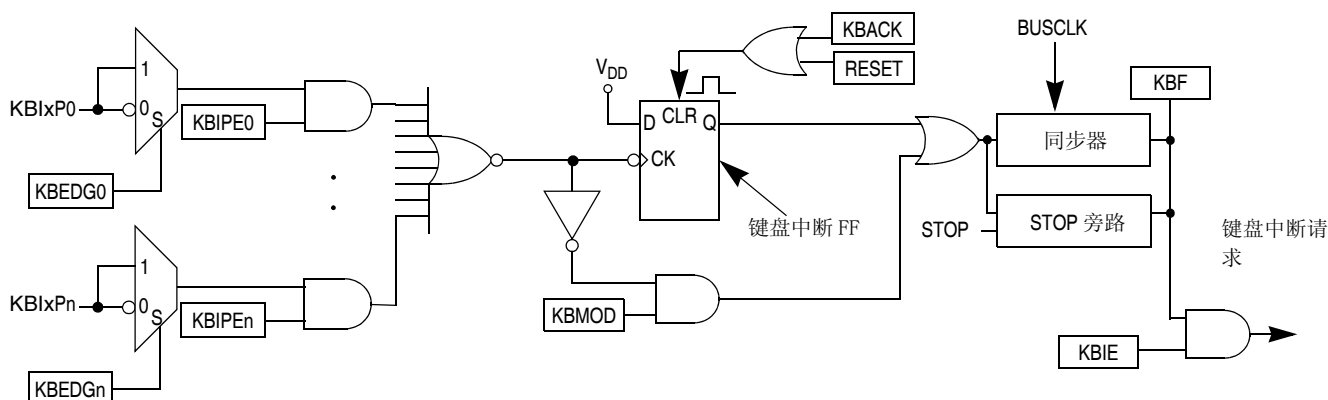 KBIxP0
1
0
S
KBIPE0
KBEDG0
KBIxPn
1
0
S
KBIPEn
KBEDGn
VDD
D CLR Q
CK
KBACK
RESET
键盘中断 FF
KBMOD
BUSCLK
同步器
KBF
STOP
STOP 旁路
键盘中断请
求
KBIE